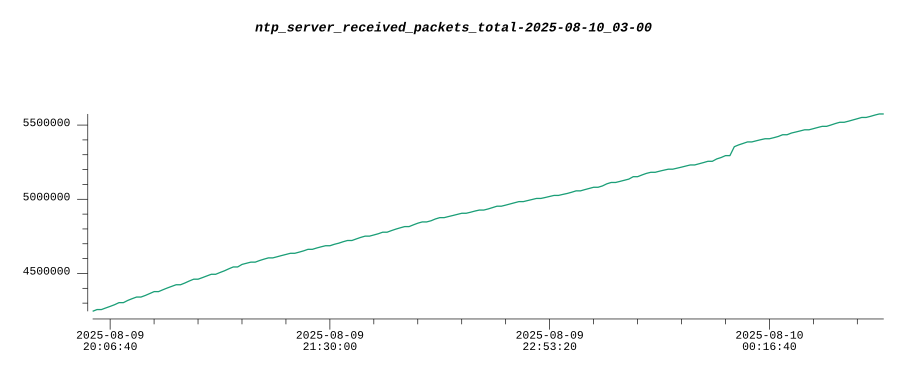 ntp_server_received_packets_total-2025-08-10_03-00
5500000
5000000
4500000
2025-08-09 2025-08-09 2025-08-09 2025-08-10
20:06:40 21:30:00 22:53:20 00:16:40